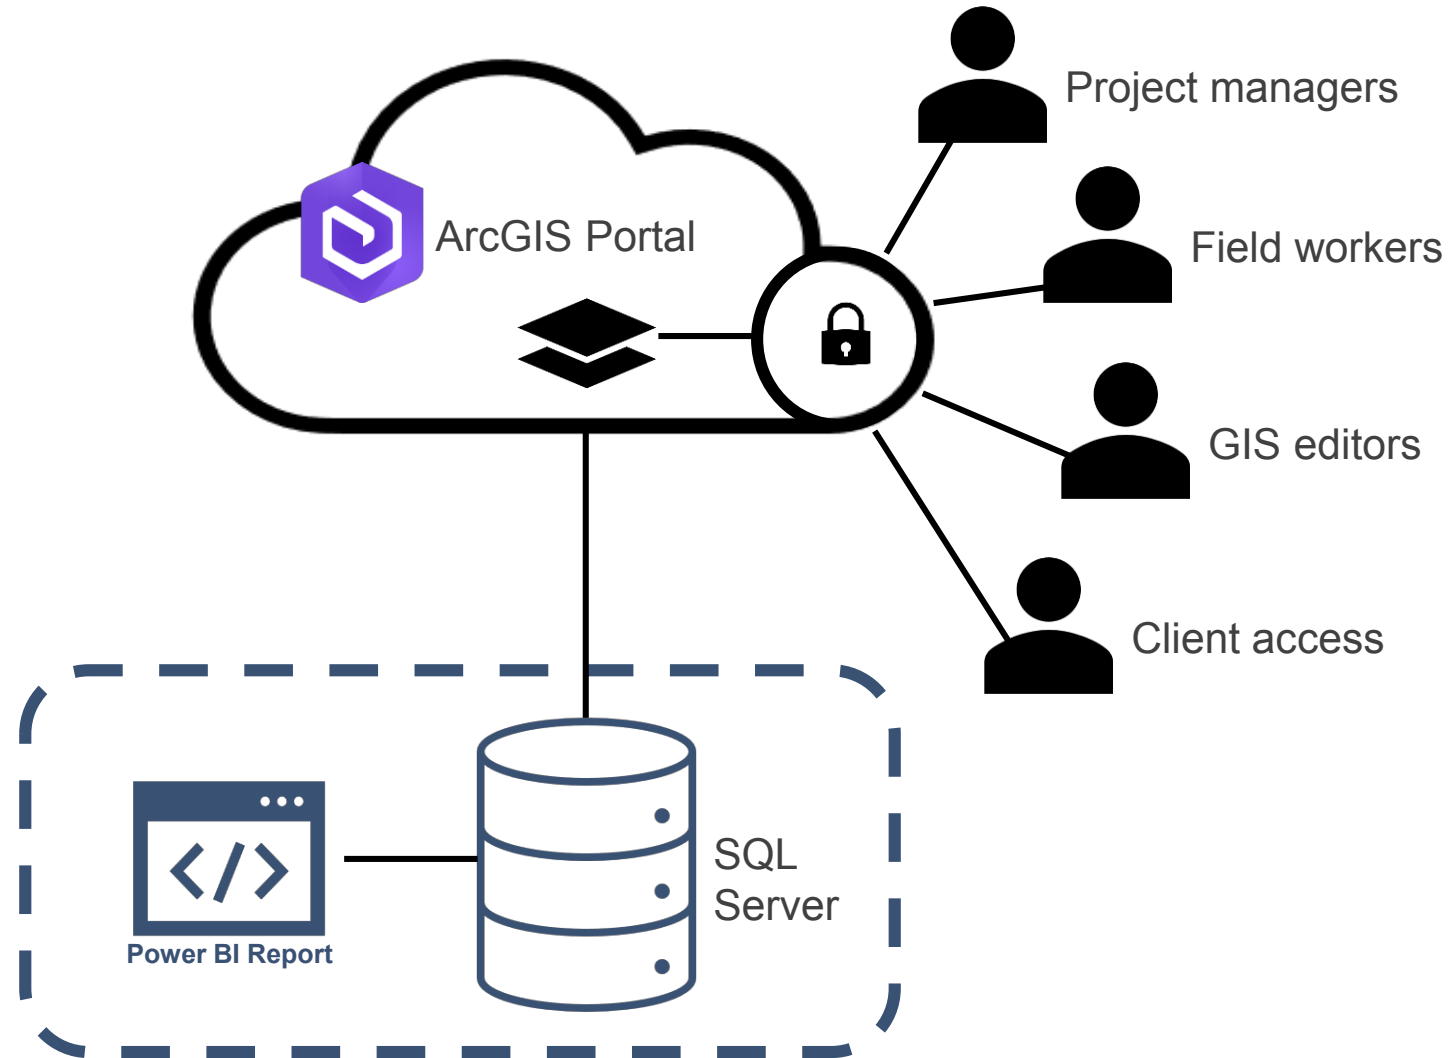 Project managers
ArcGIS Portal
Field workers
GIS editors
Client access
SQL
Server
Power BI Report